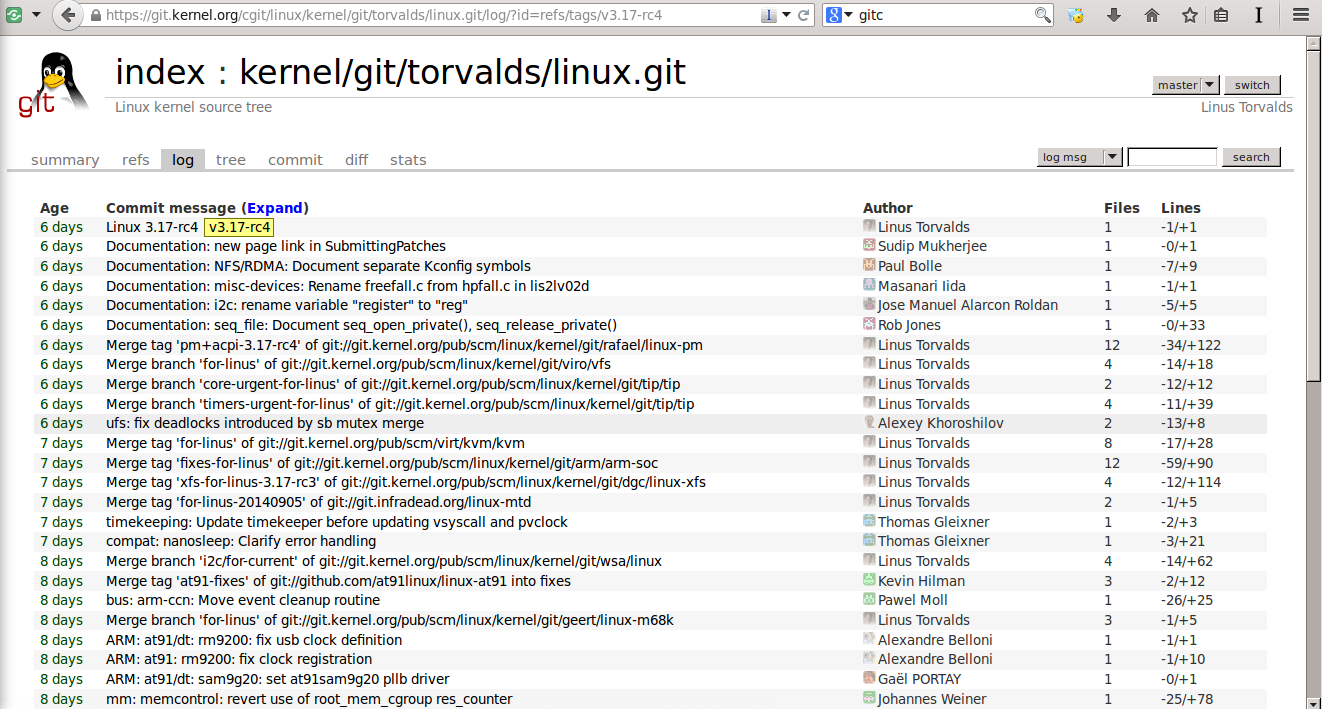 https://git.kernel.org/cgit/linux/kernel/git/torvalds/linux.git/log/?id=refs/tags/v3.17-rc4 gitc
git
index : kernel/git/torvalds/linux.git
master switch
Linux kernel source tree Linus Torvalds
summary refs log tree commit diff stats log msg search
Age Commit message (Expand) Author Files Lines
6 days Linux 3.17-rc4 v3.17-rc4 Linus Torvalds 1 -1/+1
6 days Documentation: new page link in SubmittingPatches Sudip Mukherjee 1 -0/+1
6 days Documentation: NFS/RDMA: Document separate Kconfig symbols Paul Bolle 1 -7/+9
6 days Documentation: misc-devices: Rename freefall.c from hpfall.c in lis2lv02d Masanari Iida 1 -1/+1
6 days Documentation: i2c: rename variable "register" to "reg" Jose Manuel Alarcon Roldan 1 -5/+5
6 days Documentation: seq_file: Document seq_open_private(), seq_release_private() Rob Jones 1 -0/+33
6 days Merge tag 'pm+acpi-3.17-rc4' of git://git.kernel.org/pub/scm/linux/kernel/git/rafael/linux-pm Linus Torvalds 12 -34/+122
6 days Merge branch 'for-linus' of git://git.kernel.org/pub/scm/linux/kernel/git/viro/vfs Linus Torvalds 4 -14/+18
6 days Merge branch 'core-urgent-for-linus' of git://git.kernel.org/pub/scm/linux/kernel/git/tip/tip Linus Torvalds 2 -12/+12
6 days Merge branch 'timers-urgent-for-linus' of git://git.kernel.org/pub/scm/linux/kernel/git/tip/tip Linus Torvalds 4 -11/+39
6 days ufs: fix deadlocks introduced by sb mutex merge Alexey Khoroshilov 2 -13/+8
7 days Merge tag 'for-linus' of git://git.kernel.org/pub/scm/virt/kvm/kvm Linus Torvalds 8 -17/+28
7 days Merge tag 'fixes-for-linus' of git://git.kernel.org/pub/scm/linux/kernel/git/arm/arm-soc Linus Torvalds 12 -59/+90
7 days Merge tag 'xfs-for-linus-3.17-rc3' of git://git.kernel.org/pub/scm/linux/kernel/git/dgc/linux-xfs Linus Torvalds 4 -12/+114
7 days Merge tag 'for-linus-20140905' of git://git.infradead.org/linux-mtd Linus Torvalds 2 -1/+5
7 days timekeeping: Update timekeeper before updating vsyscall and pvclock Thomas Gleixner 1 -2/+3
7 days compat: nanosleep: Clarify error handling Thomas Gleixner 1 -3/+21
8 days Merge branch 'i2c/for-current' of git://git.kernel.org/pub/scm/linux/kernel/git/wsa/linux Linus Torvalds 4 -14/+62
8 days Merge tag 'at91-fixes' of git://github.com/at91linux/linux-at91 into fixes Kevin Hilman 3 -2/+12
8 days bus: arm-ccn: Move event cleanup routine Pawel Moll 1 -26/+25
8 days Merge branch 'for-linus' of git://git.kernel.org/pub/scm/linux/kernel/git/geert/linux-m68k Linus Torvalds 3 -1/+5
8 days ARM: at91/dt: rm9200: fix usb clock definition Alexandre Belloni 1 -1/+1
8 days ARM: at91: rm9200: fix clock registration Alexandre Belloni 1 -1/+10
8 days ARM: at91/dt: sam9g20: set at91sam9g20 pllb driver Gaël PORTAY 1 -0/+1
8 days mm: memcontrol: revert use of root_mem_cgroup res_counter Johannes Weiner 1 -25/+78